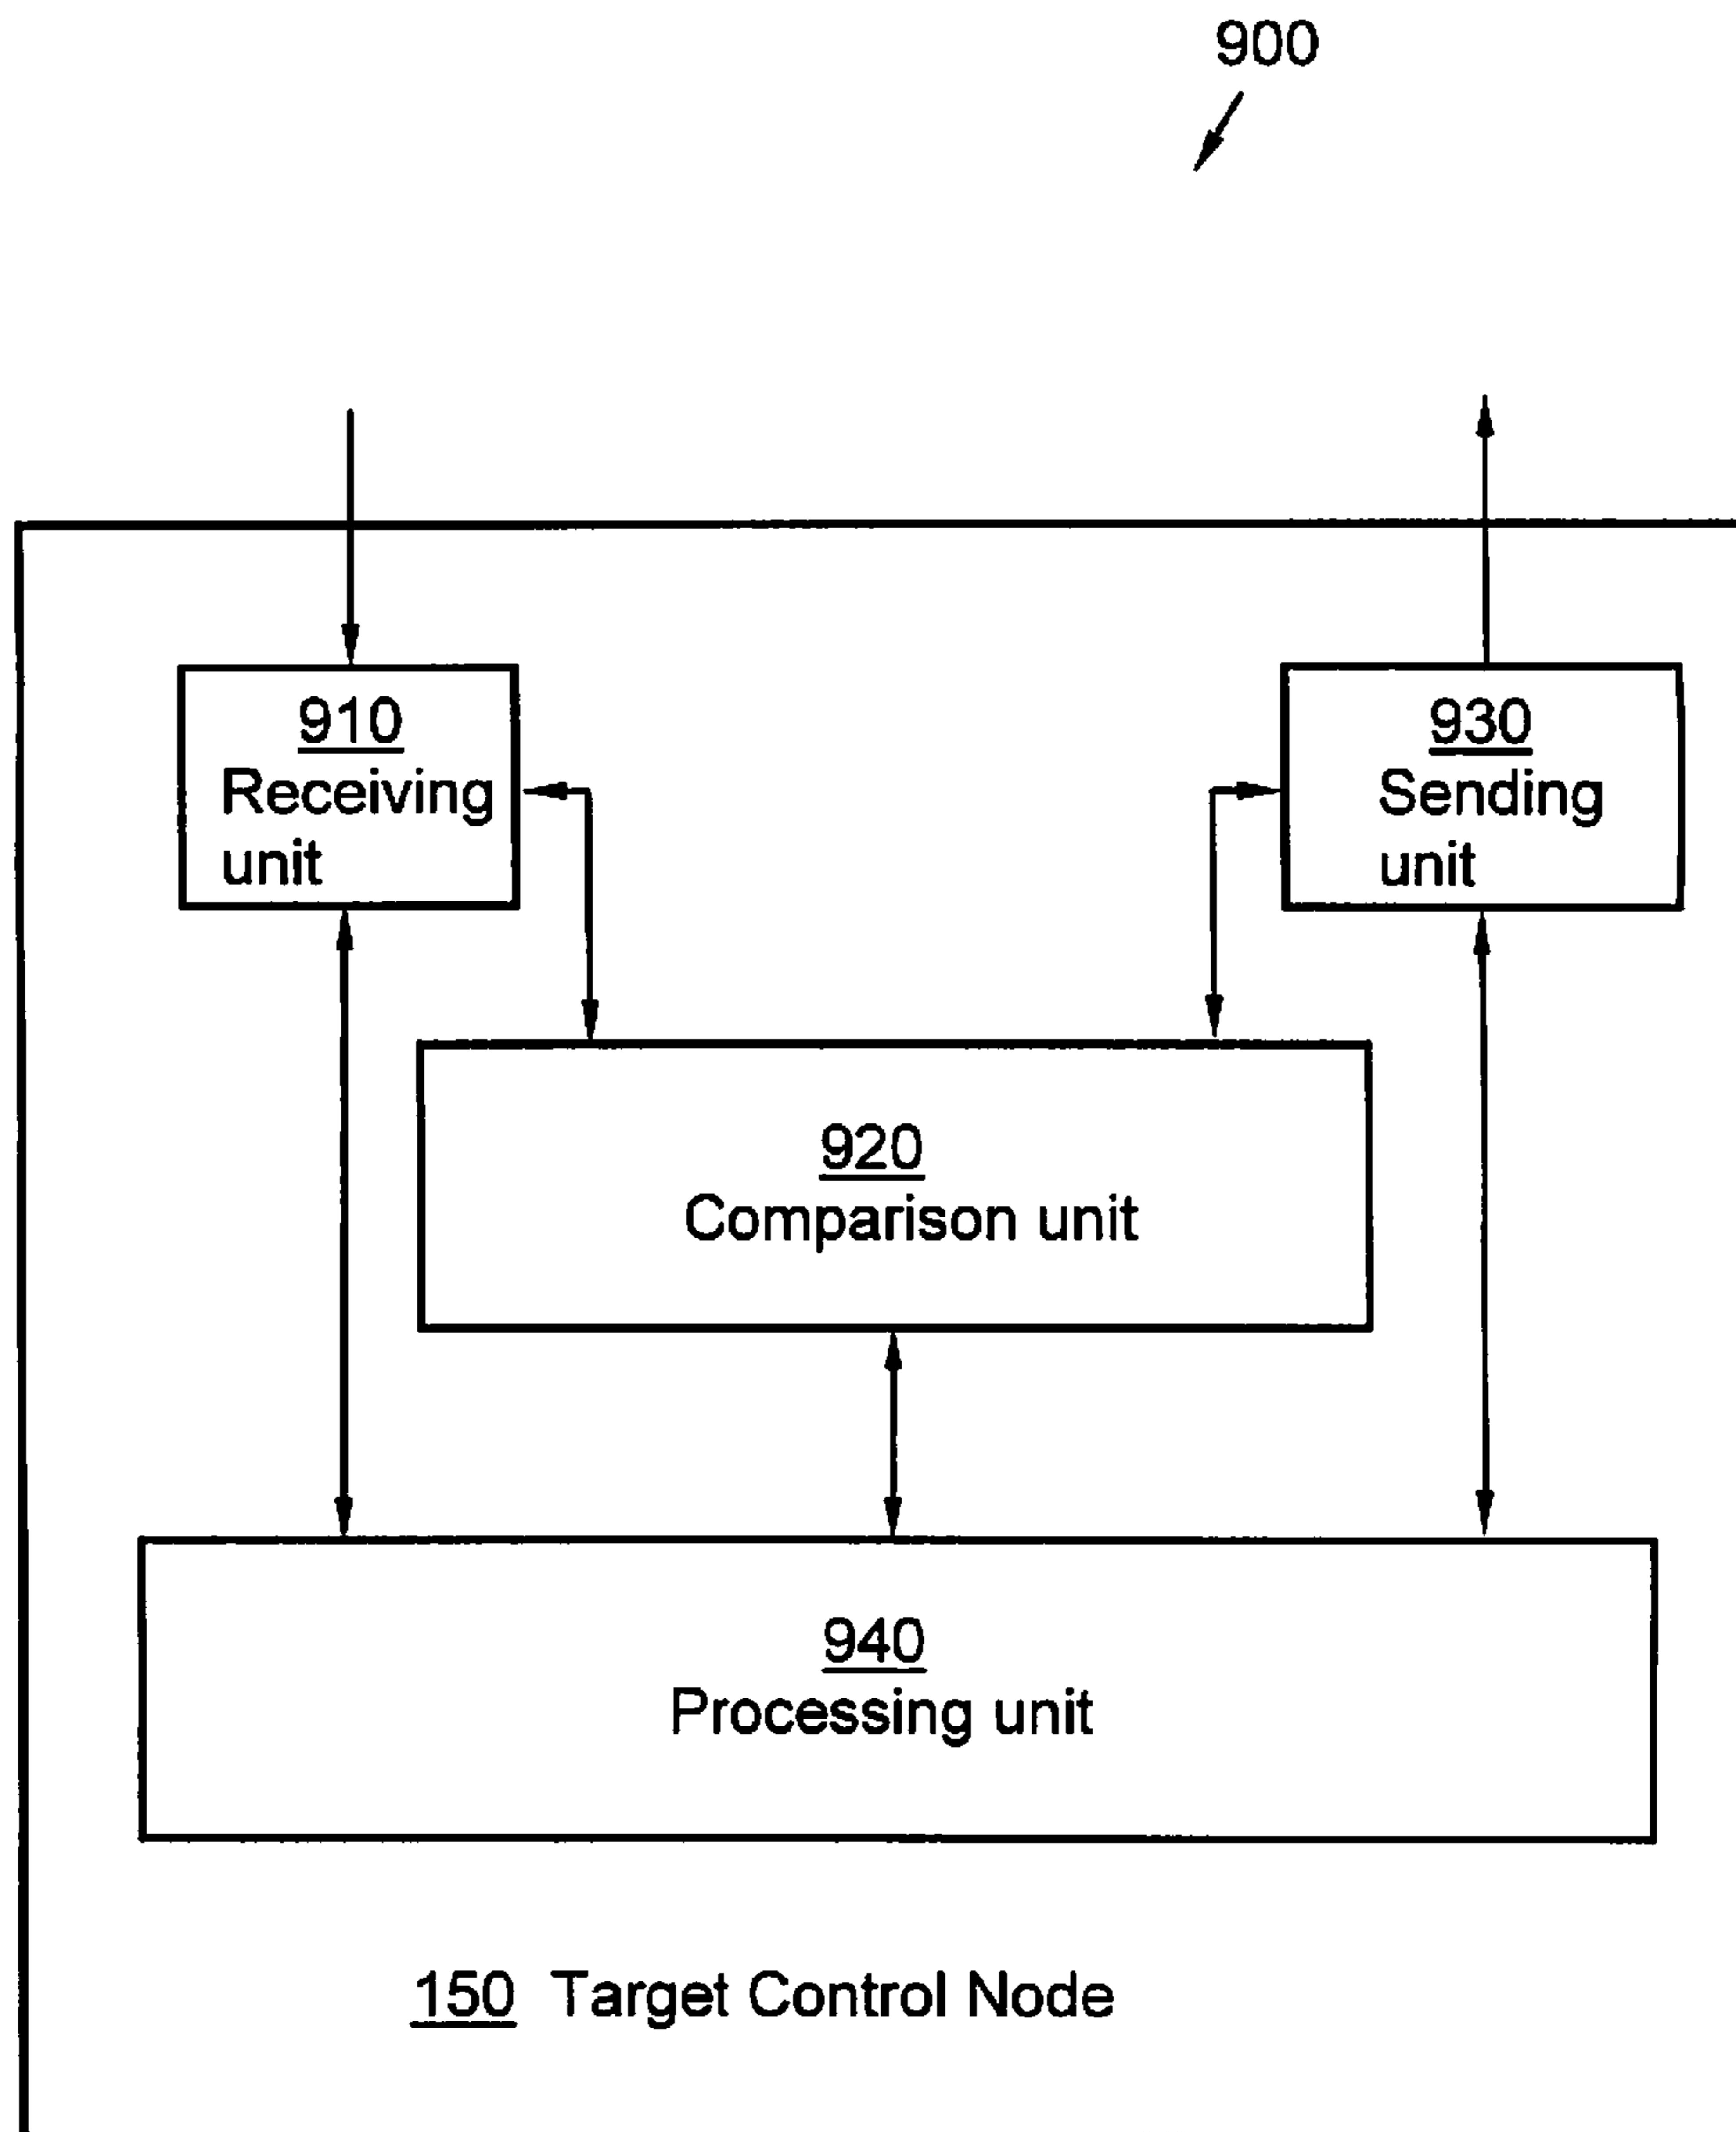 900
910
Receiving
unit
930
Sending
unit
920
Comparison unit
940
Processing unit
150 Target Control Node